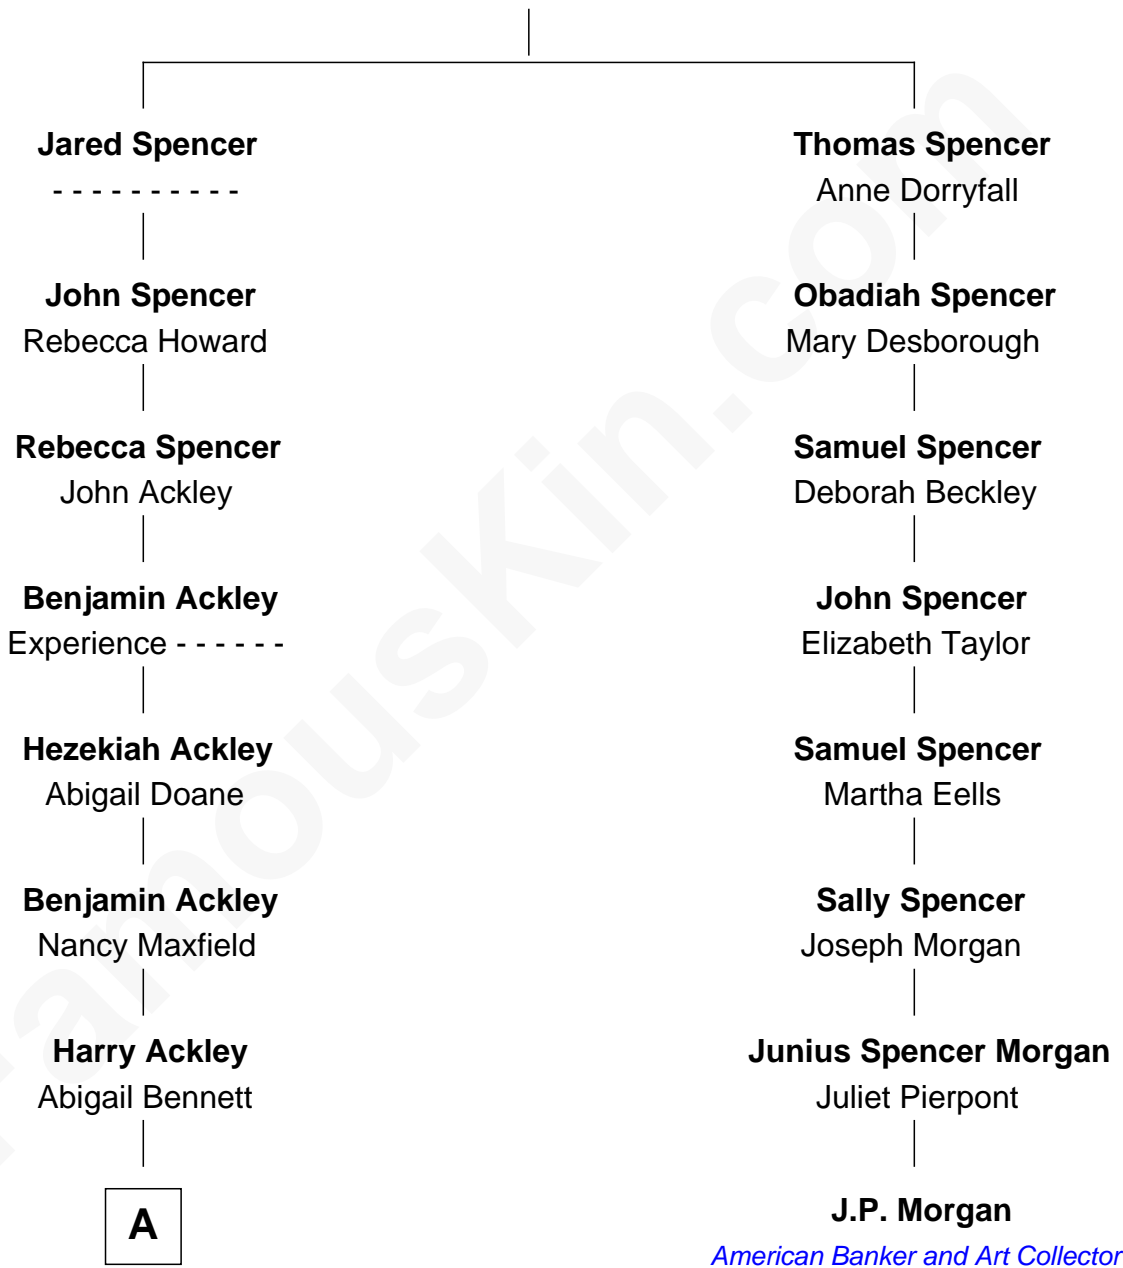 Jared Spencer
- - - - - - - - - -
John Spencer
Rebecca Howard
Rebecca Spencer
John Ackley
Benjamin Ackley
Experience - - - - - -
Hezekiah Ackley
Abigail Doane
Benjamin Ackley
Nancy Maxfield
Harry Ackley
Abigail Bennett
A
Thomas Spencer
Anne Dorryfall
Obadiah Spencer
Mary Desborough
Samuel Spencer
Deborah Beckley
John Spencer
Elizabeth Taylor
Samuel Spencer
Martha Eells
Sally Spencer
Joseph Morgan
Junius Spencer Morgan
Juliet Pierpont
J.P. Morgan
American Banker and Art Collector
FamousKin.com